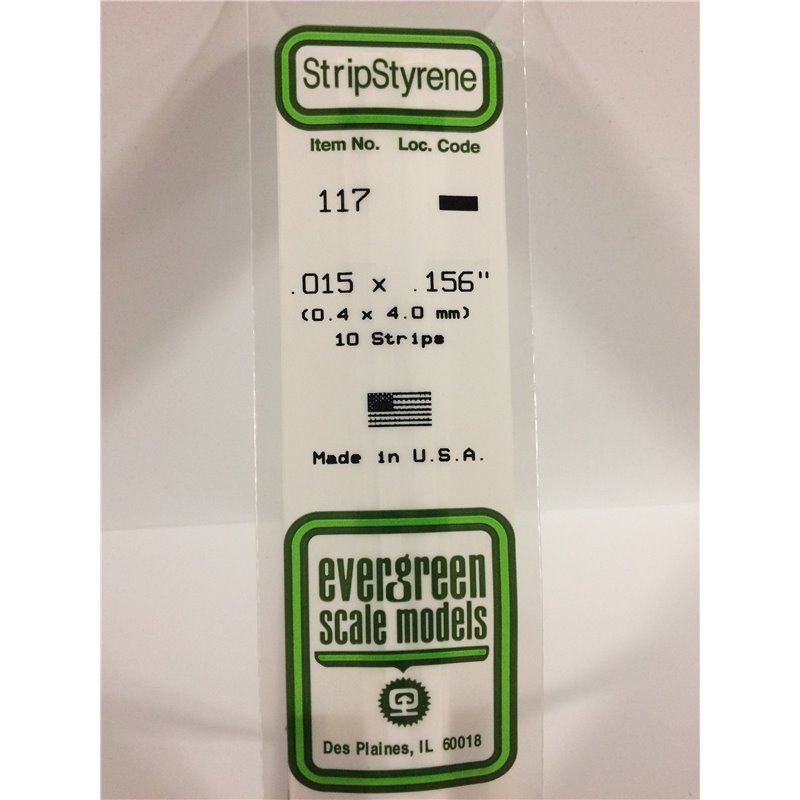 StripStyrene
Item No. Loc. Code
117
.015 x .156"
(0.4 x 4.0 mm)
10 Strips
Made in U.S.A.
evergreen
scale models
Des Plaines, IL 60018